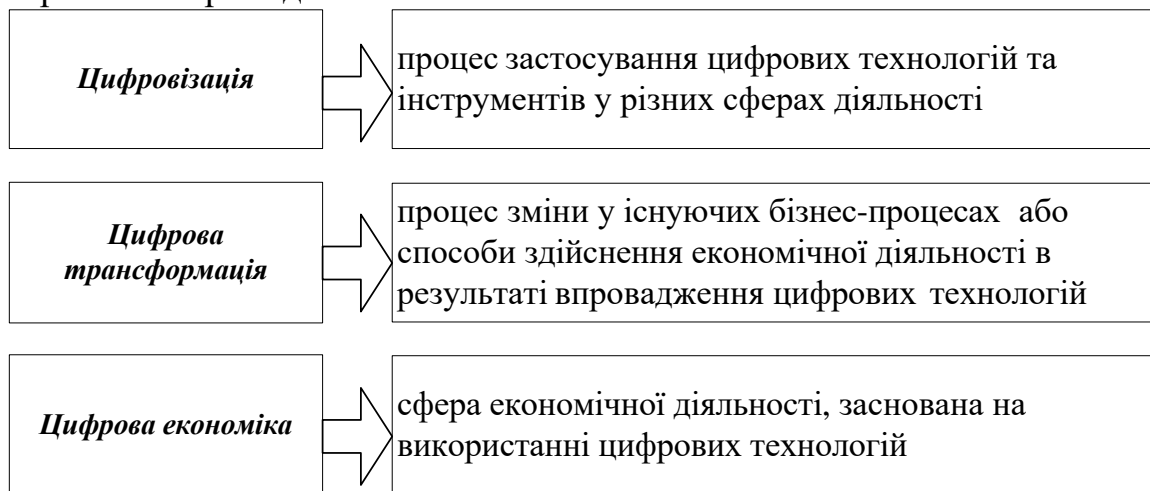 Цифровізація
процес застосування цифрових технологій та
інструментів у різних сферах діяльності
Цифрова
трансформація
процес зміни у існуючих бізнес-процесах або
способи здійснення економічної діяльності в
результаті впровадження цифрових технологій
Цифрова економіка
сфера економічної діяльності, заснована на
використанні цифрових технологій